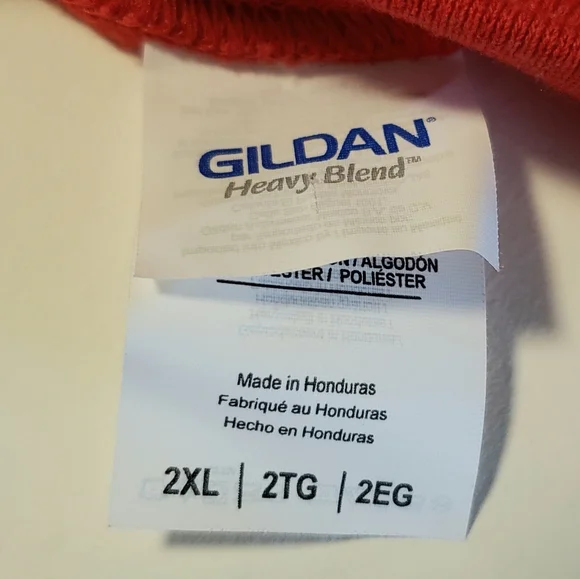 GILDAN®
Heavy Blend™
/ALGODÓN
/ POLIÉSTER
Made in Honduras
Fabriqué au Honduras
Hecho en Honduras
2XL | 2TG | 2EG